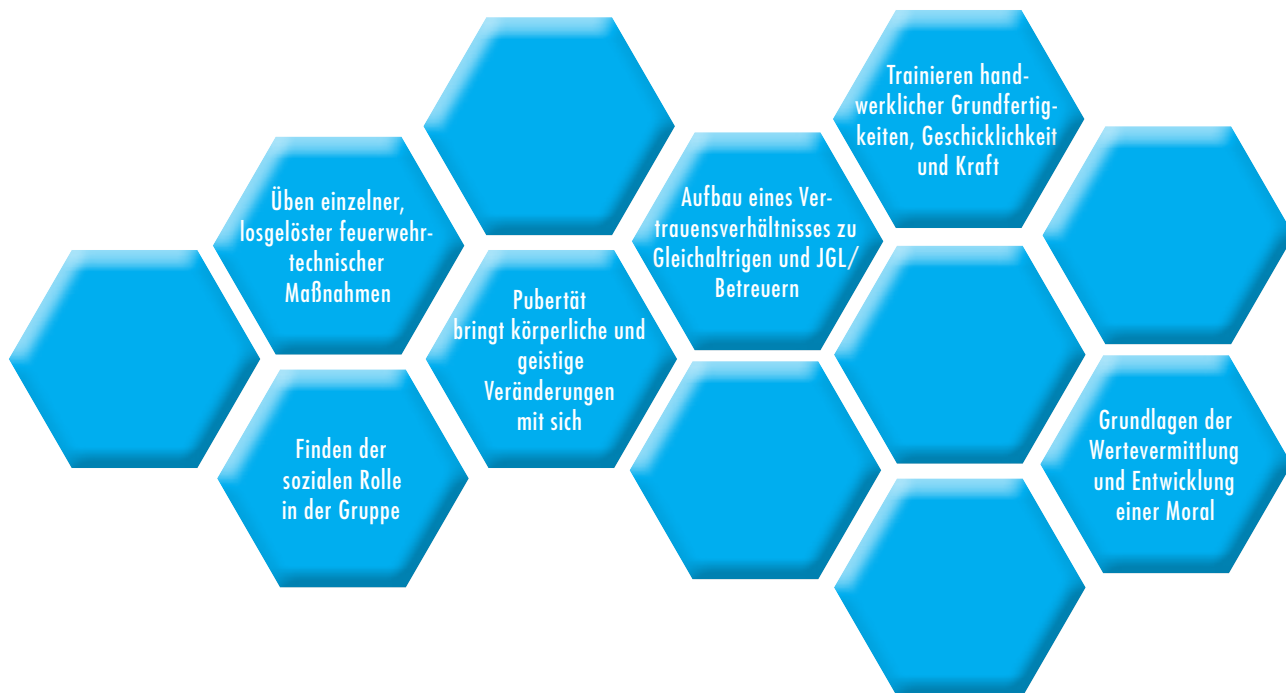 Trainieren hand-
werklicher Grundfertig-
keiten, Geschicklichkeit
und Kraft
Über einzelner,
losgelöster feuerwehr-
technischer
Maßnahmen
Aufbau eines Ver-
trauensverhältnisses zu
Gleichaltrigen und JGL/
Betreuern
Pubertät
bringt körperliche und
geistige
Veränderungen
mit sich
Finden der
sozialen Rolle
in der Gruppe
Grundlagen der
Wertevermittlung
und Entwicklung
einer Moral